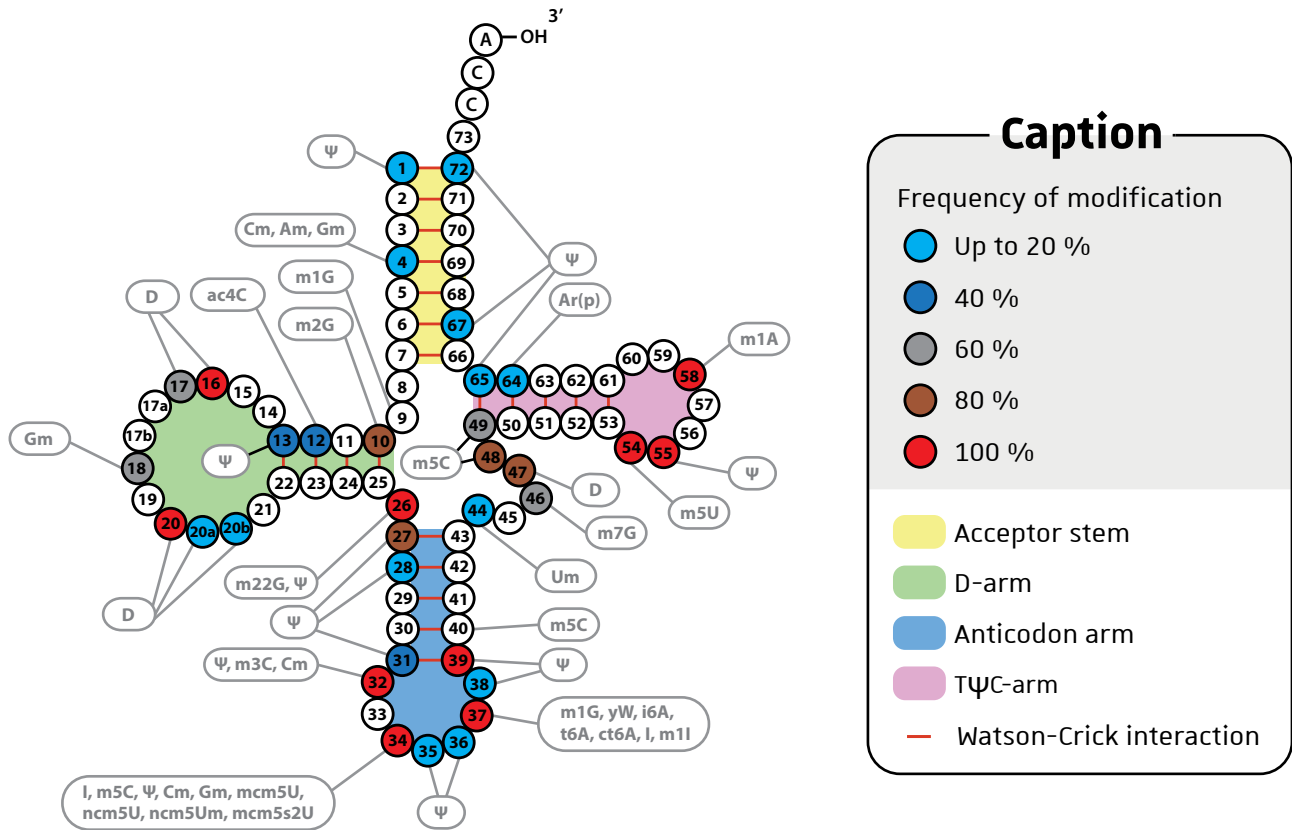 3’
A
OH
C
C
73
Ψ
1
72
2
71
Cm, Am, Gm
3
70
4
69
m1G
Ψ
5
68
D
ac4C
Ar(p)
m2G
6
67
m1A
7
66
60
59
17
16
15
8
65
64
63
62
61
58
17a
14
9
57
17b
13
12
11
10
49
50
51
52
53
56
Gm
Ψ
m5C
48
54
55
18
47
Ψ
22
23
24
25
D
19
21
26
46
m5U
20
20a
20b
44
45
m7G
27
43
m22G, Ψ
28
42
Um
D
29
41
Ψ
30
40
m5C
Ψ, m3C, Cm
31
39
Ψ
32
38
33
37
m1G, yW, i6A,
t6A, ct6A, I, m1I
34
35
36
I, m5C, Ψ, Cm, Gm, mcm5U,
ncm5U, ncm5Um, mcm5s2U
Ψ
Caption
Frequency of modification
Up to 20 %
40 %
60 %
80 %
100 %
Acceptor stem
D-arm
Anticodon arm
TΨC-arm
Watson-Crick interaction